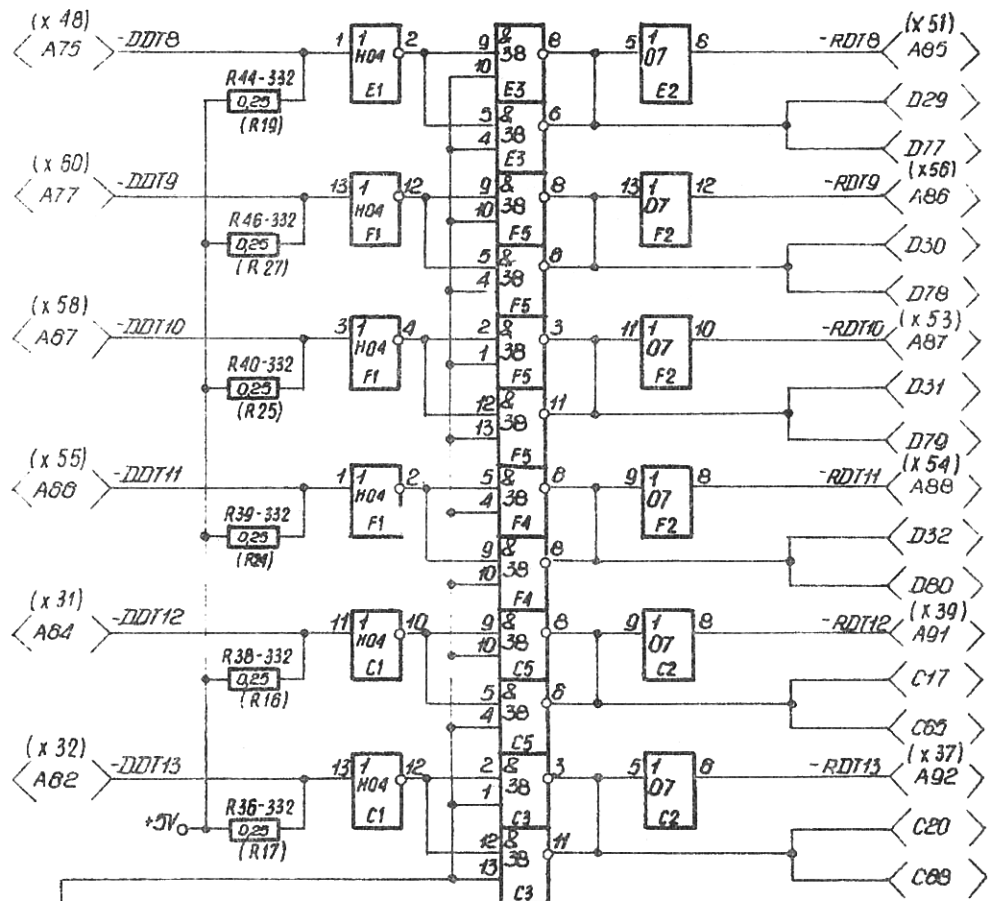 (x 48) (x 51)
A75 -DDT8 1 1 2 9 & 8 5 1 6 -RDT8 A85
H04 38 07
R44-332 10
0,25 E1 E3 E2 D29
(R19) 5 & 6
4 38 D77
E3
(x 60) (x56)
A77 -DDT9 13 1 12 9 & 8 13 1 12 -RDT9 A86
H04 38 07
R46-332 10
0,25 F1 F5 F2 D30
(R27) 5 & 8
4 38 D78
F5
(x 58) (x 53)
A67 -DDT10 3 1 4 2 & 3 11 1 10 -RDT10 A87
H04 38 07
R40-332 1
0,25 F1 F5 F2 D31
(R25) 12 & 11
13 38 D79
F5
(x 55) (x 54)
A66 -DDT11 1 1 2 5 & 6 9 1 8 -RDT11 A88
H04 38 07
R39-332 4
0,25 F1 F4 F2 D32
(R24) 9 & 8
10 38 D80
F4
(x 31) (x 39)
A64 -DDT12 11 1 10 9 & 8 9 1 8 -RDT12 A91
H04 38 07
R38-332 10
0,25 C1 C5 C2 C17
(R16) 5 & 6
4 38 C65
C5
(x 32) (x 37)
A62 -DDT13 13 1 12 2 & 3 5 1 6 -RDT13 A92
H04 38 07
R36-332 1
+5V 0,25 C1 C3 C2 C20
(R17) 12 & 11
13 38
C3